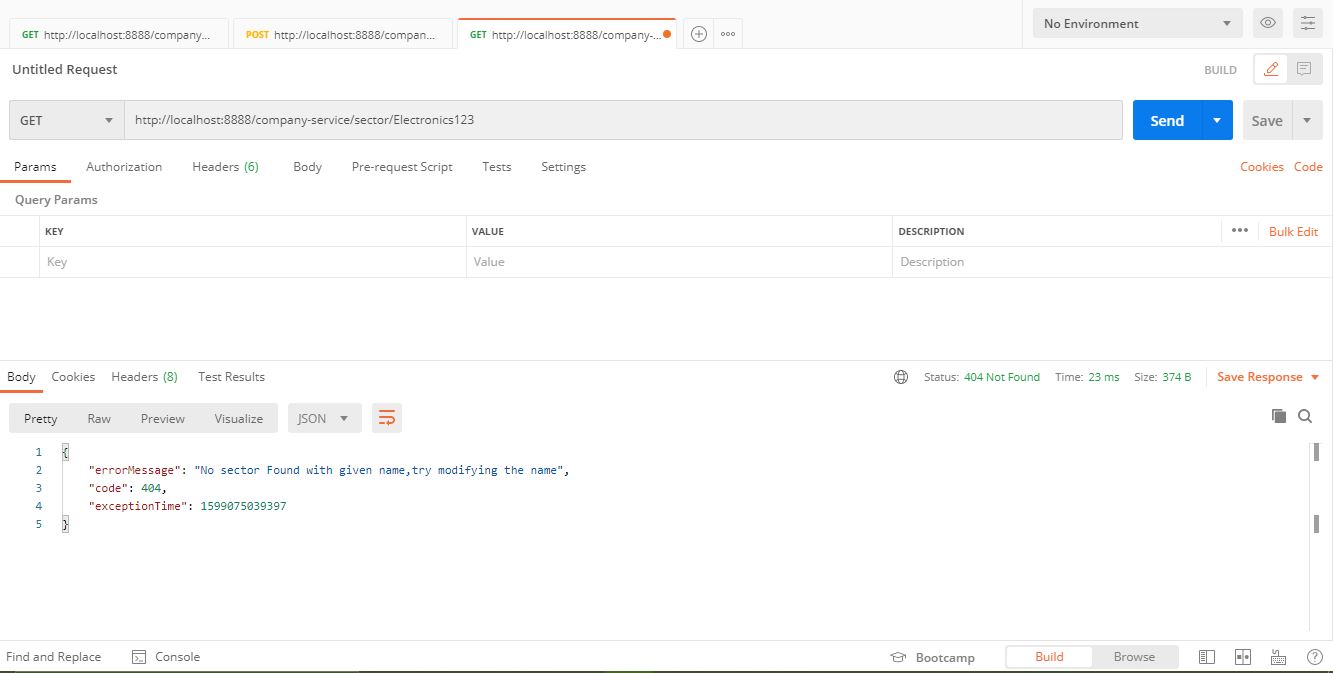 GET http://localhost:8888/company... POST http://localhost:8888/compan... GET http://localhost:8888/company-... No Environment
Untitled Request BUILD
GET http://localhost:8888/company-service/sector/Electronics123 Send Save
Params Authorization Headers (6) Body Pre-request Script Tests Settings Cookies Code
Query Params
KEY VALUE DESCRIPTION Bulk Edit
Key Value Description
Body Cookies Headers (8) Test Results Status: 404 Not Found Time: 23 ms Size: 374 B Save Response
Pretty Raw Preview Visualize JSON
1 {
2 "errorMessage": "No sector Found with given name,try modifying the name",
3 "code": 404,
4 "exceptionTime": 1599075039397
5 }
Find and Replace Console Bootcamp Build Browse